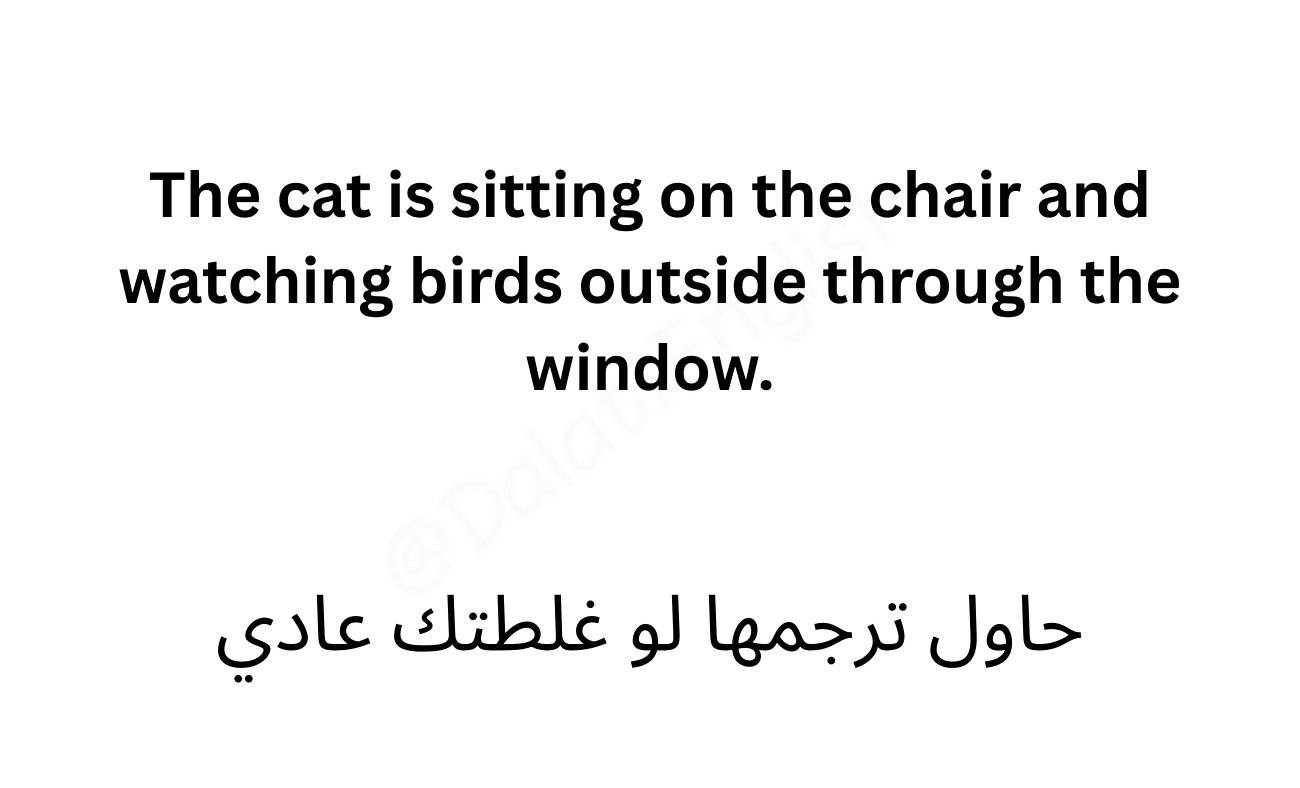 The cat is sitting on the chair and
watching birds outside through the
window.
@DalatEnglish
حاول ترجمها لو غلطتك عادي